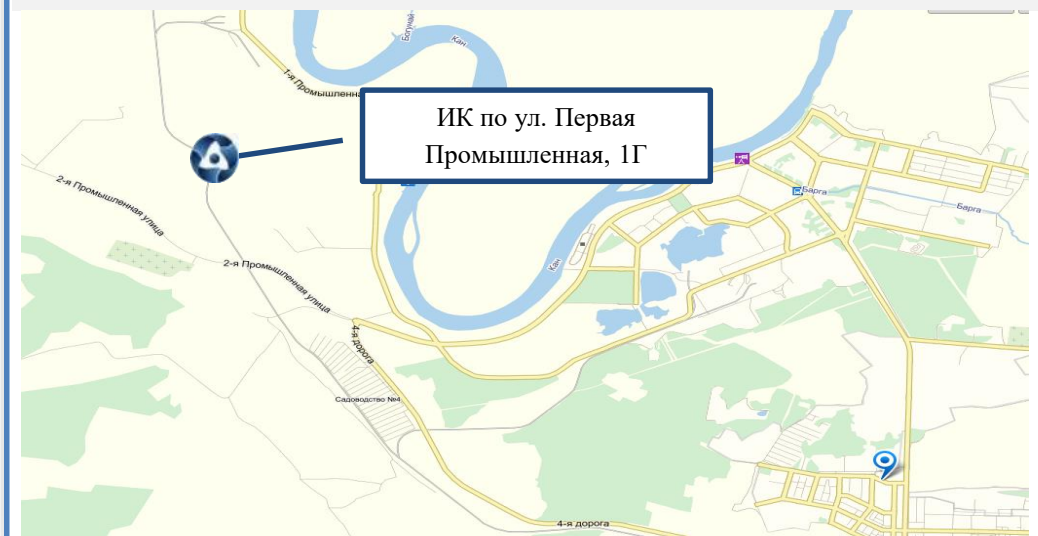 Богунай
Кан
1-я Промышленна
ИК по ул. Первая
Промышленная, 1Г
2-я Промышленная улица
Барга
Барга
2-я Промышленная улица
Кан
4-я дорога
Садоводство №4
4-я дорога